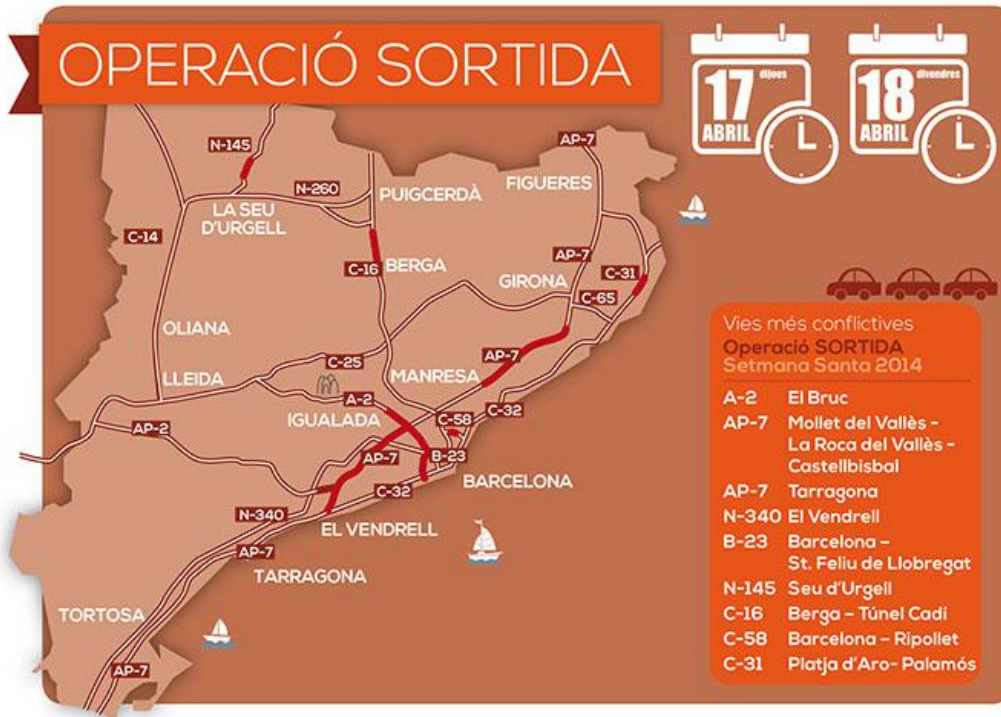 OPERACIÓ SORTIDA
dijous
17
ABRIL
divendres
18
ABRIL
N-145
AP-7
N-260
PUIGCERDÀ
FIGUERES
LA SEU
D'URGELL
C-14
C-16
BERGA
AP-7
GIRONA
C-31
C-65
OLIANA
C-25
AP-7
MANRESA
LLEIDA
A-2
IGUALADA
C-58
C-32
AP-2
AP-7
B-23
BARCELONA
C-32
N-340
EL VENDRELL
AP-7
TARRAGONA
TORTOSA
AP-7
Vies més conflictives
Operació SORTIDA
Setmana Santa 2014
A-2 El Bruc
AP-7 Mollet del Vallès -
La Roca del Vallès -
Castellbisbal
AP-7 Tarragona
N-340 El Vendrell
B-23 Barcelona –
St. Feliu de Llobregat
N-145 Seu d'Urgell
C-16 Berga – Túnel Cadí
C-58 Barcelona – Ripollet
C-31 Platja d'Aro- Palamós